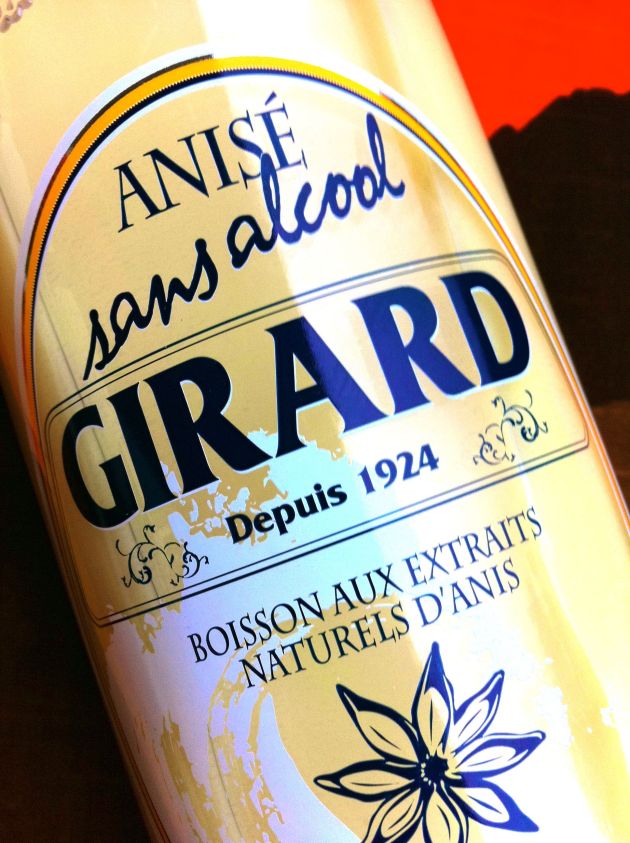 ANISÉ
sans alcool
GIRARD
Depuis 1924
BOISSON AUX EXTRAITS
NATURELS D'ANIS